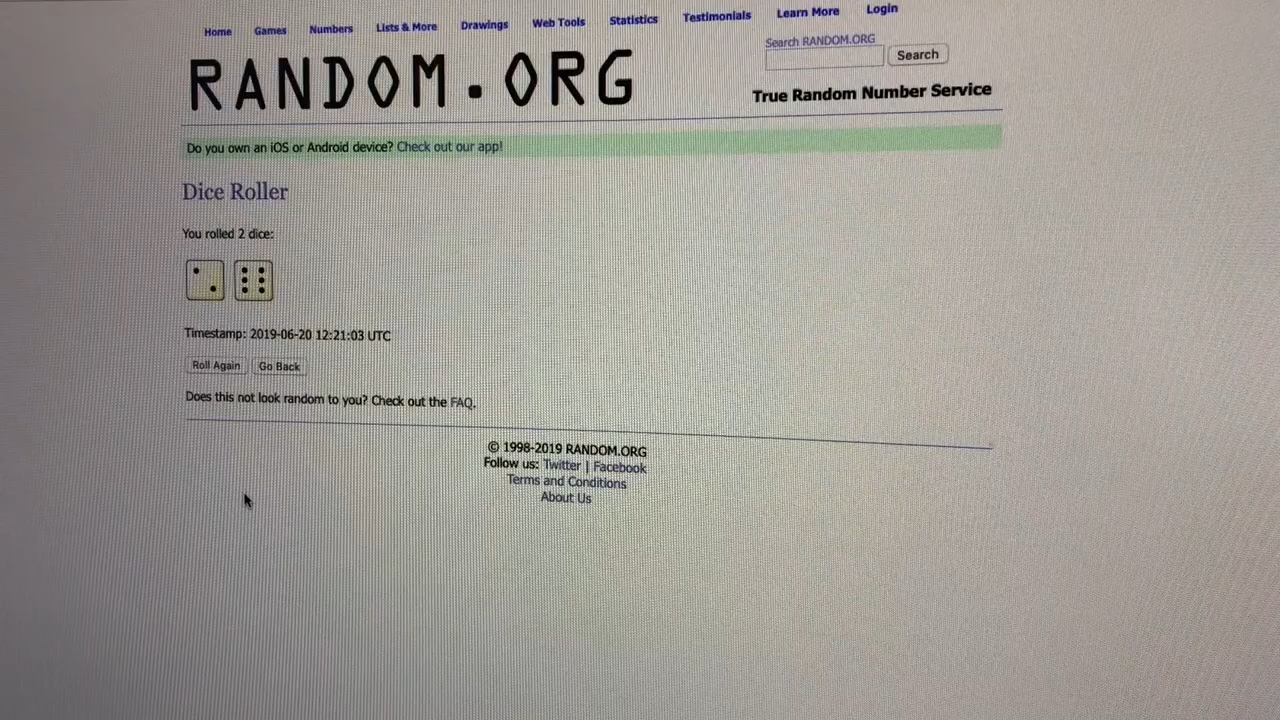 Home Games Numbers Lists & More Drawings Web Tools Statistics Testimonials Learn More Login
RANDOM.ORG
Search RANDOM.ORG
Search
True Random Number Service
Do you own an iOS or Android device? Check out our app!
Dice Roller
You rolled 2 dice:
Timestamp: 2019-06-20 12:21:03 UTC
Roll Again Go Back
Does this not look random to you? Check out the FAQ.
© 1998-2019 RANDOM.ORG
Follow us: Twitter | Facebook
Terms and Conditions
About Us